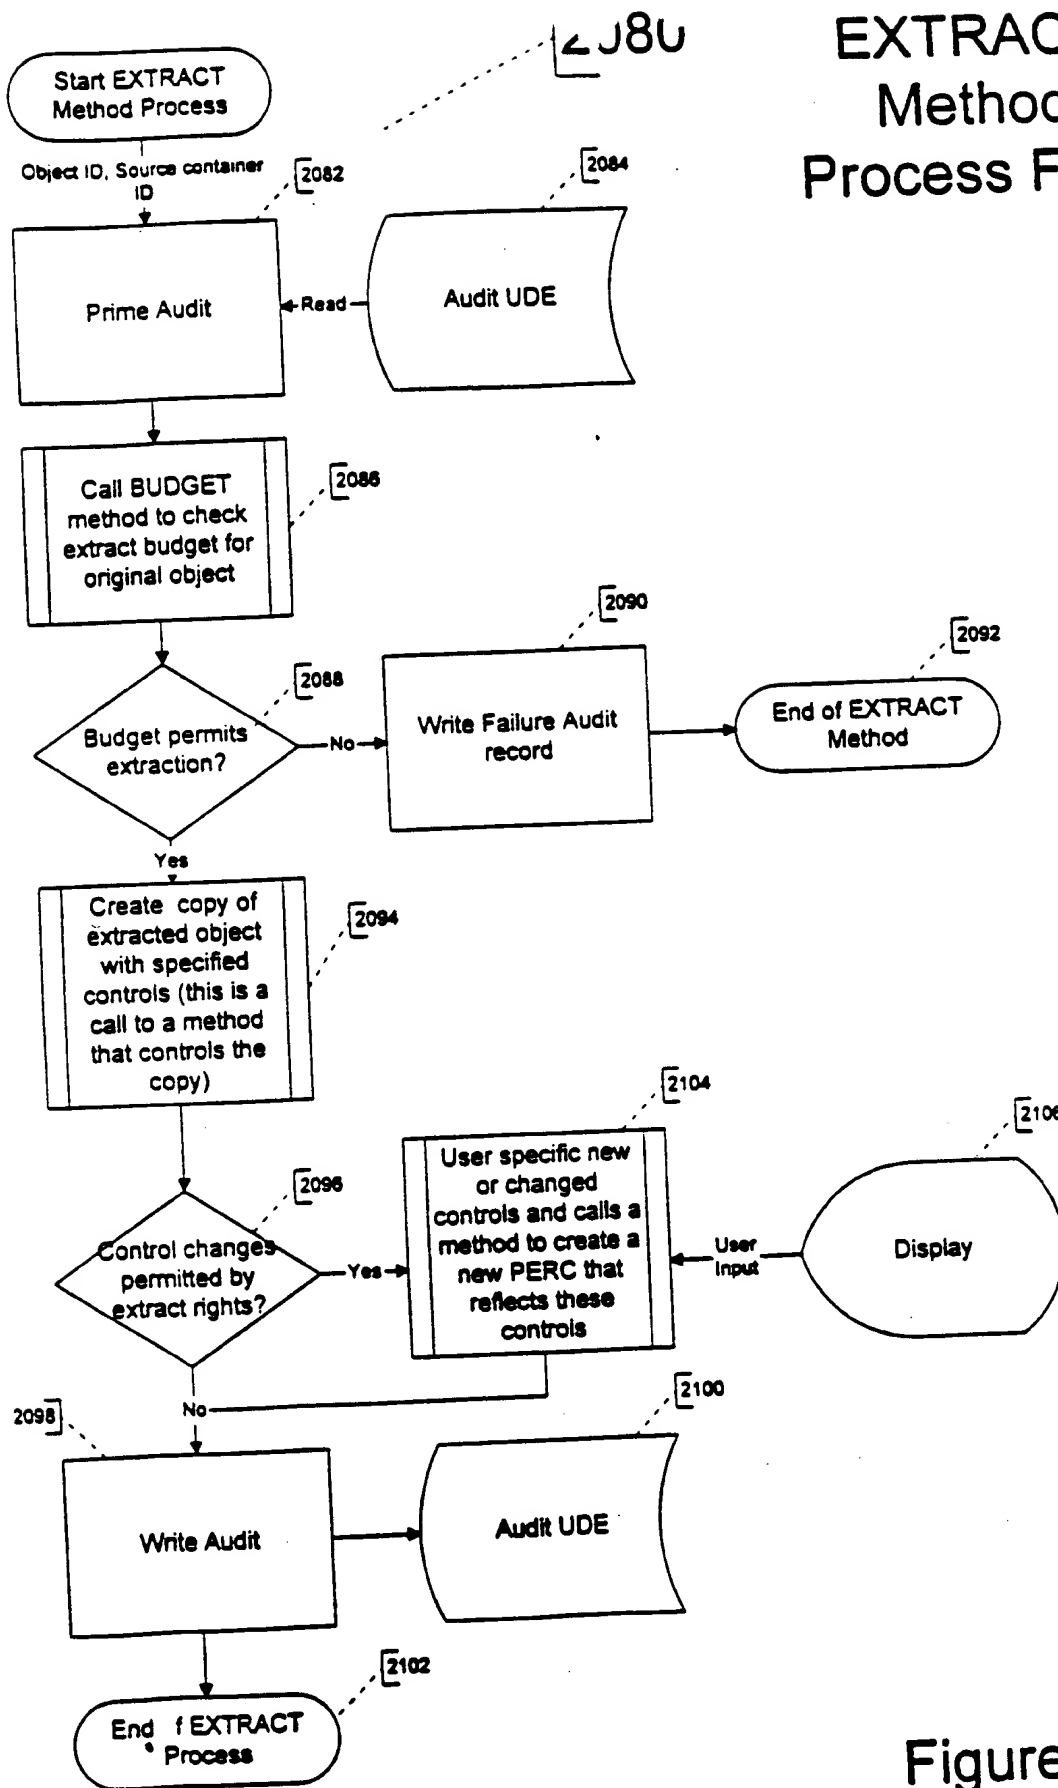 2080
EXTRAC
Method
Process F
Start EXTRACT
Method Process
Object ID, Source container
ID
2082
2084
Prime Audit
Read
Audit UDE
Call BUDGET
method to check
extract budget for
original object
2086
2090
2092
2088
Budget permits
extraction?
No
Write Failure Audit
record
End of EXTRACT
Method
Yes
Create copy of
extracted object
with specified
controls (this is a
call to a method
that controls the
copy)
2094
2104
2106
User specific new
or changed
controls and calls a
method to create a
new PERC that
reflects these
controls
2096
Control changes
permitted by
extract rights?
Yes
User
Input
Display
No
2098
2100
Write Audit
Audit UDE
2102
End f EXTRACT
Process
Figure